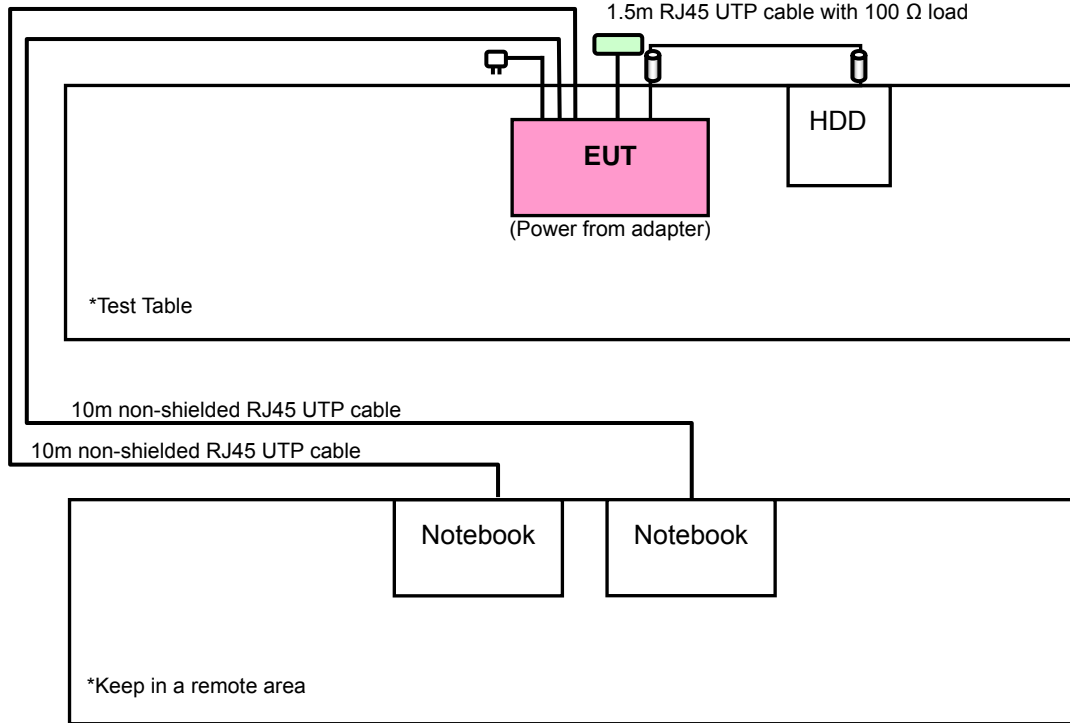 1.5m RJ45 UTP cable with 100 Ω load
HDD
EUT
(Power from adapter)
*Test Table
10m non-shielded RJ45 UTP cable
10m non-shielded RJ45 UTP cable
Notebook
Notebook
*Keep in a remote area